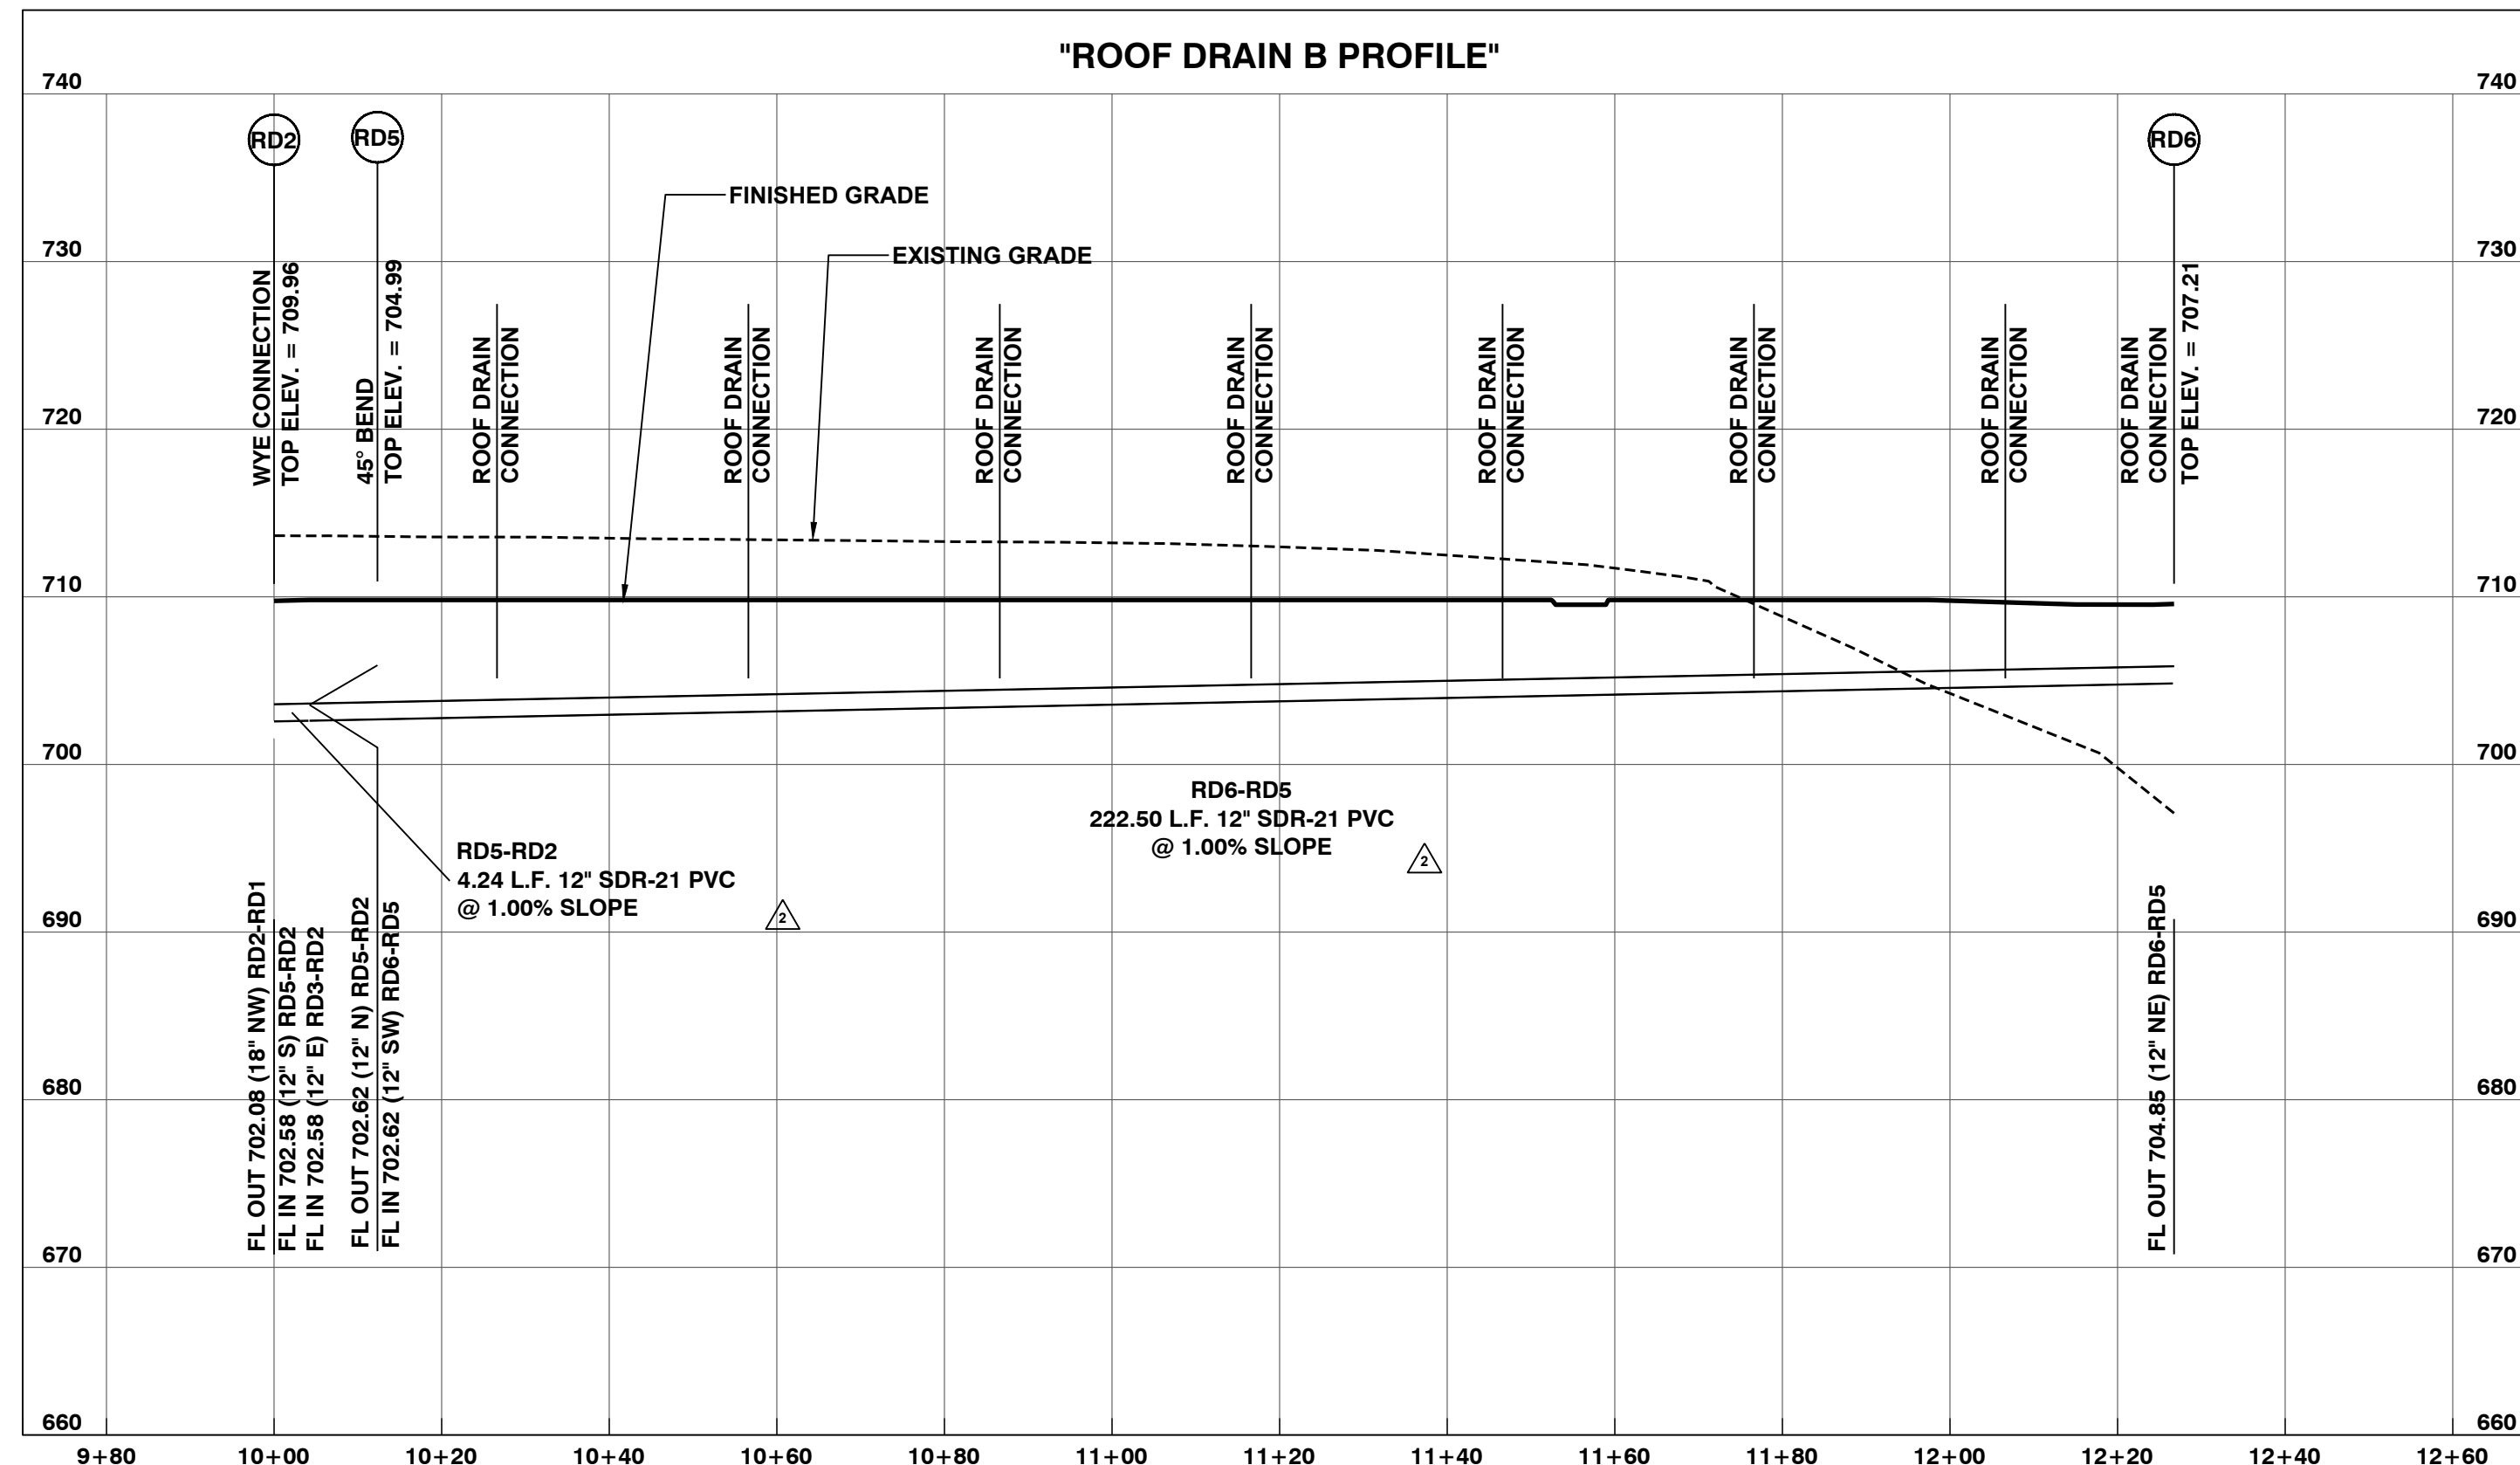 "ROOF DRAIN B PROFILE"
740
740
RD2
RD5
RD6
FINISHED GRADE
730
EXISTING GRADE
730
WYE CONNECTION
TOP ELEV. = 709.96
45° BEND
TOP ELEV. = 704.99
ROOF DRAIN
CONNECTION
ROOF DRAIN
CONNECTION
ROOF DRAIN
CONNECTION
ROOF DRAIN
CONNECTION
ROOF DRAIN
CONNECTION
ROOF DRAIN
CONNECTION
ROOF DRAIN
CONNECTION
ROOF DRAIN
CONNECTION
TOP ELEV. = 707.21
720
720
710
710
700
700
RD6-RD5
222.50 L.F. 12" SDR-21 PVC
@ 1.00% SLOPE
2
RD5-RD2
4.24 L.F. 12" SDR-21 PVC
@ 1.00% SLOPE
2
690
690
FL OUT 702.08 (18" NW) RD2-RD1
FL IN 702.58 (12" S) RD5-RD2
FL IN 702.58 (12" E) RD3-RD2
FL OUT 702.62 (12" N) RD5-RD2
FL IN 702.62 (12" SW) RD6-RD5
FL OUT 704.85 (12" NE) RD6-RD5
680
680
670
670
660
660
9+80 10+00 10+20 10+40 10+60 10+80 11+00 11+20 11+40 11+60 11+80 12+00 12+20 12+40 12+60